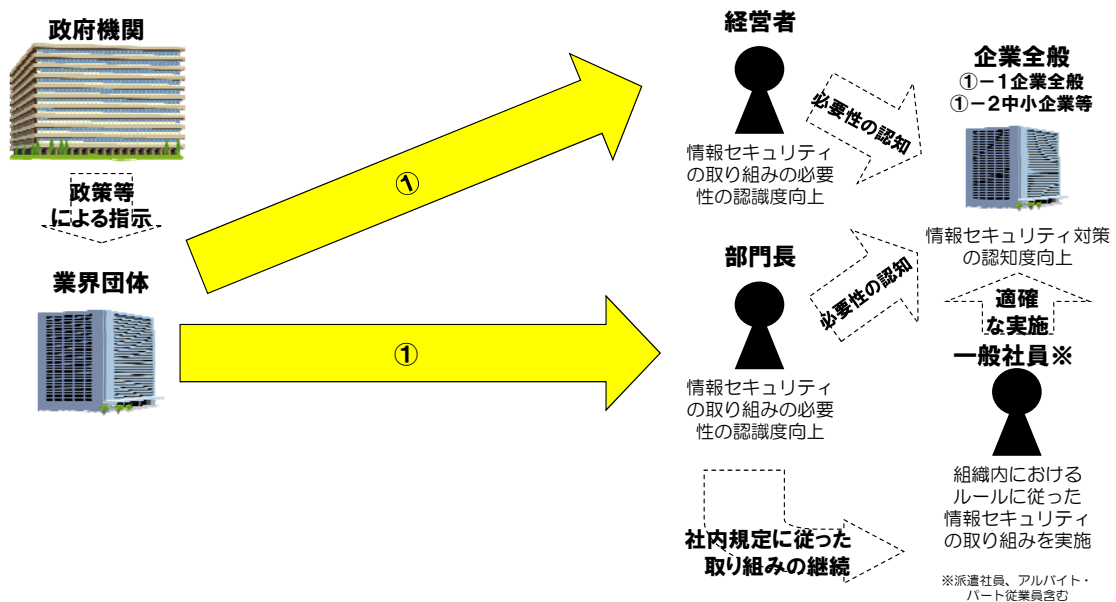 政府機関
政策等
による指示
業界団体
①
①
経営者
情報セキュリティ
の取り組みの必要
性の認識度向上
必要性の認知
部門長
情報セキュリティ
の取り組みの必要
性の認識度向上
必要性の認知
社内規定に従った
取り組みの継続
企業全般
①－1企業全般
①－2中小企業等
情報セキュリティ対策
の認知度向上
適確
な実施
一般社員※
組織内における
ルールに従った
情報セキュリティ
の取り組みを実施
※派遣社員、アルバイト・
パート従業員含む